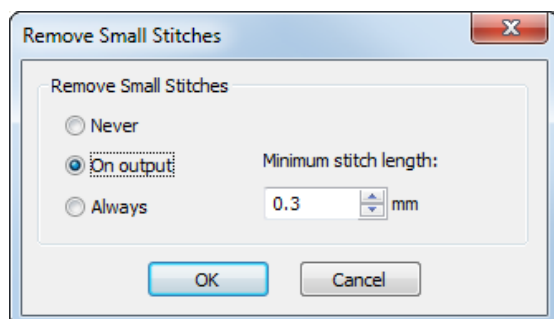 Remove Small Stitches
Remove Small Stitches
Never
On output
Minimum stitch length:
Always
0.3 mm
OK
Cancel